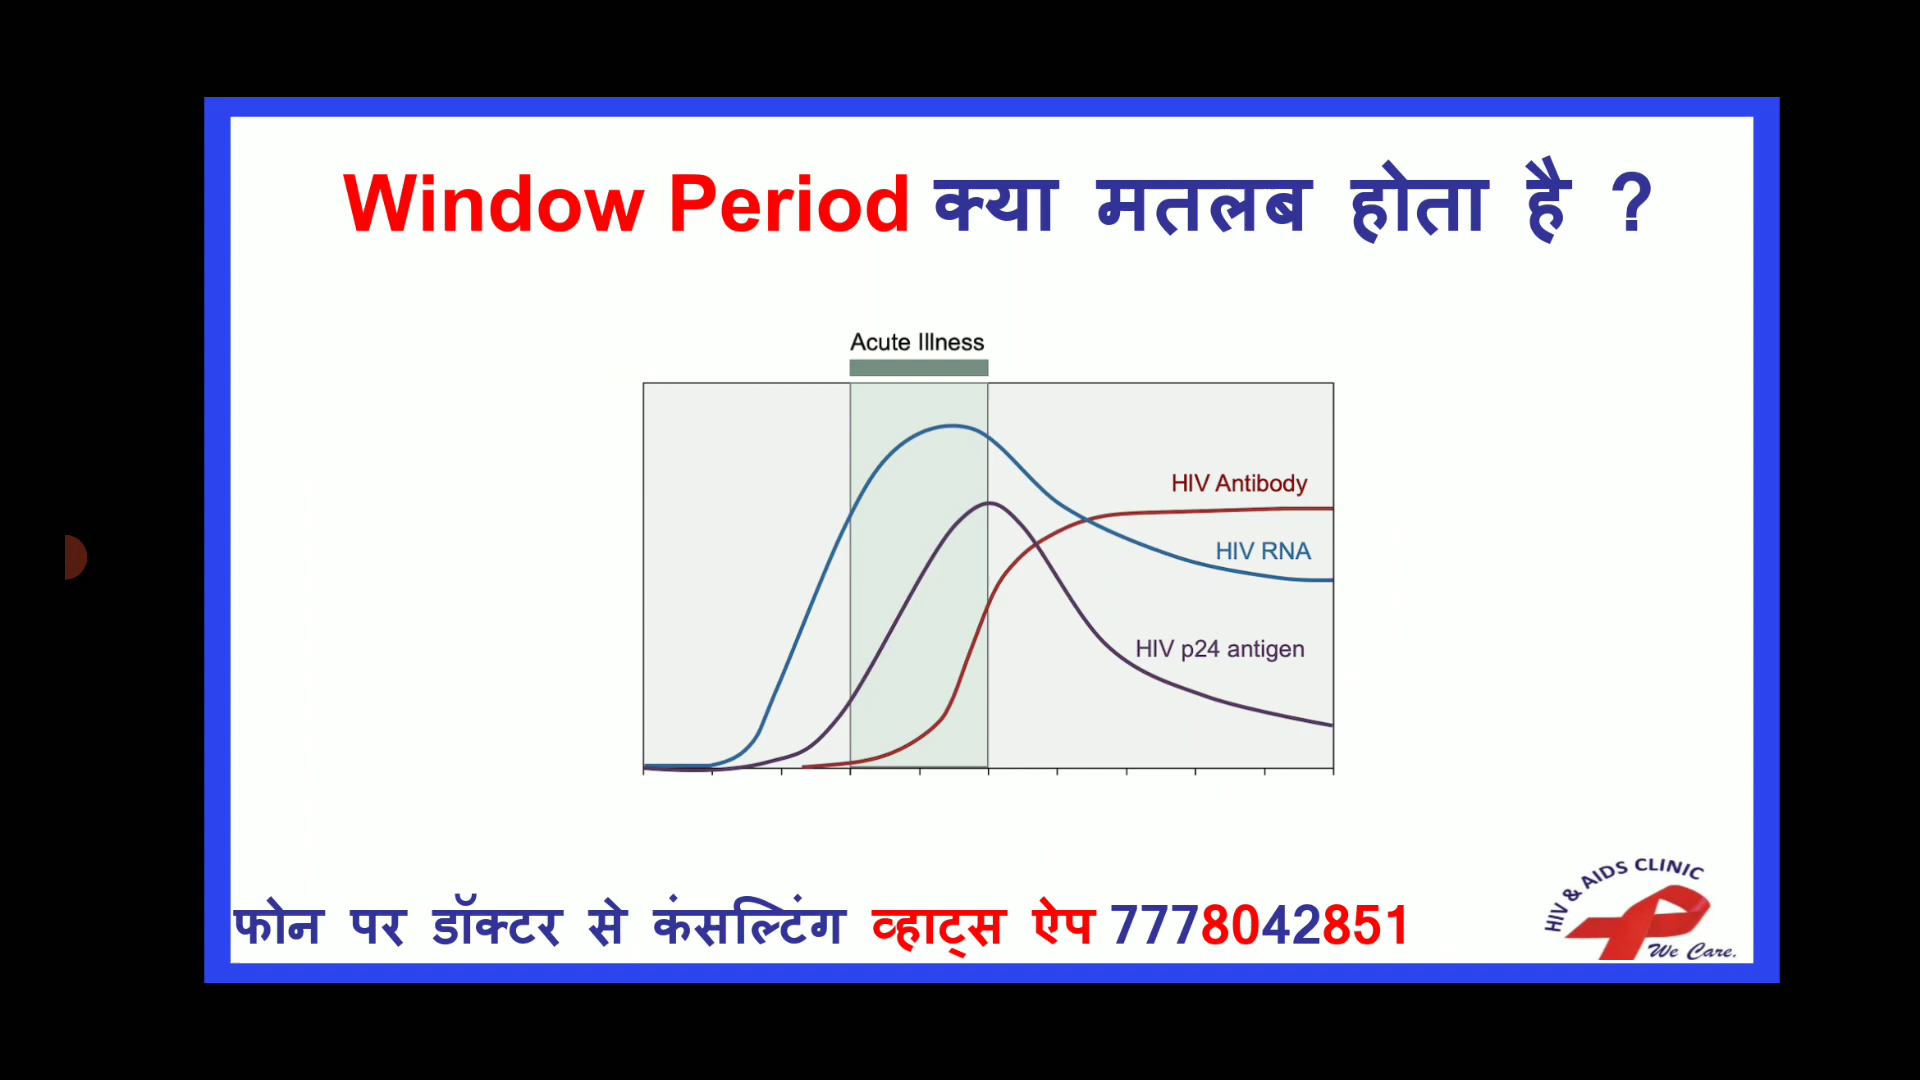 Window Period क्या मतलब होता है ?
Acute Illness
HIV Antibody
HIV RNA
HIV p24 antigen
HIV & AIDS CLINIC
We Care.
फोन पर डॉक्टर से कंसल्टिंग व्हाट्स ऐप 7778042851